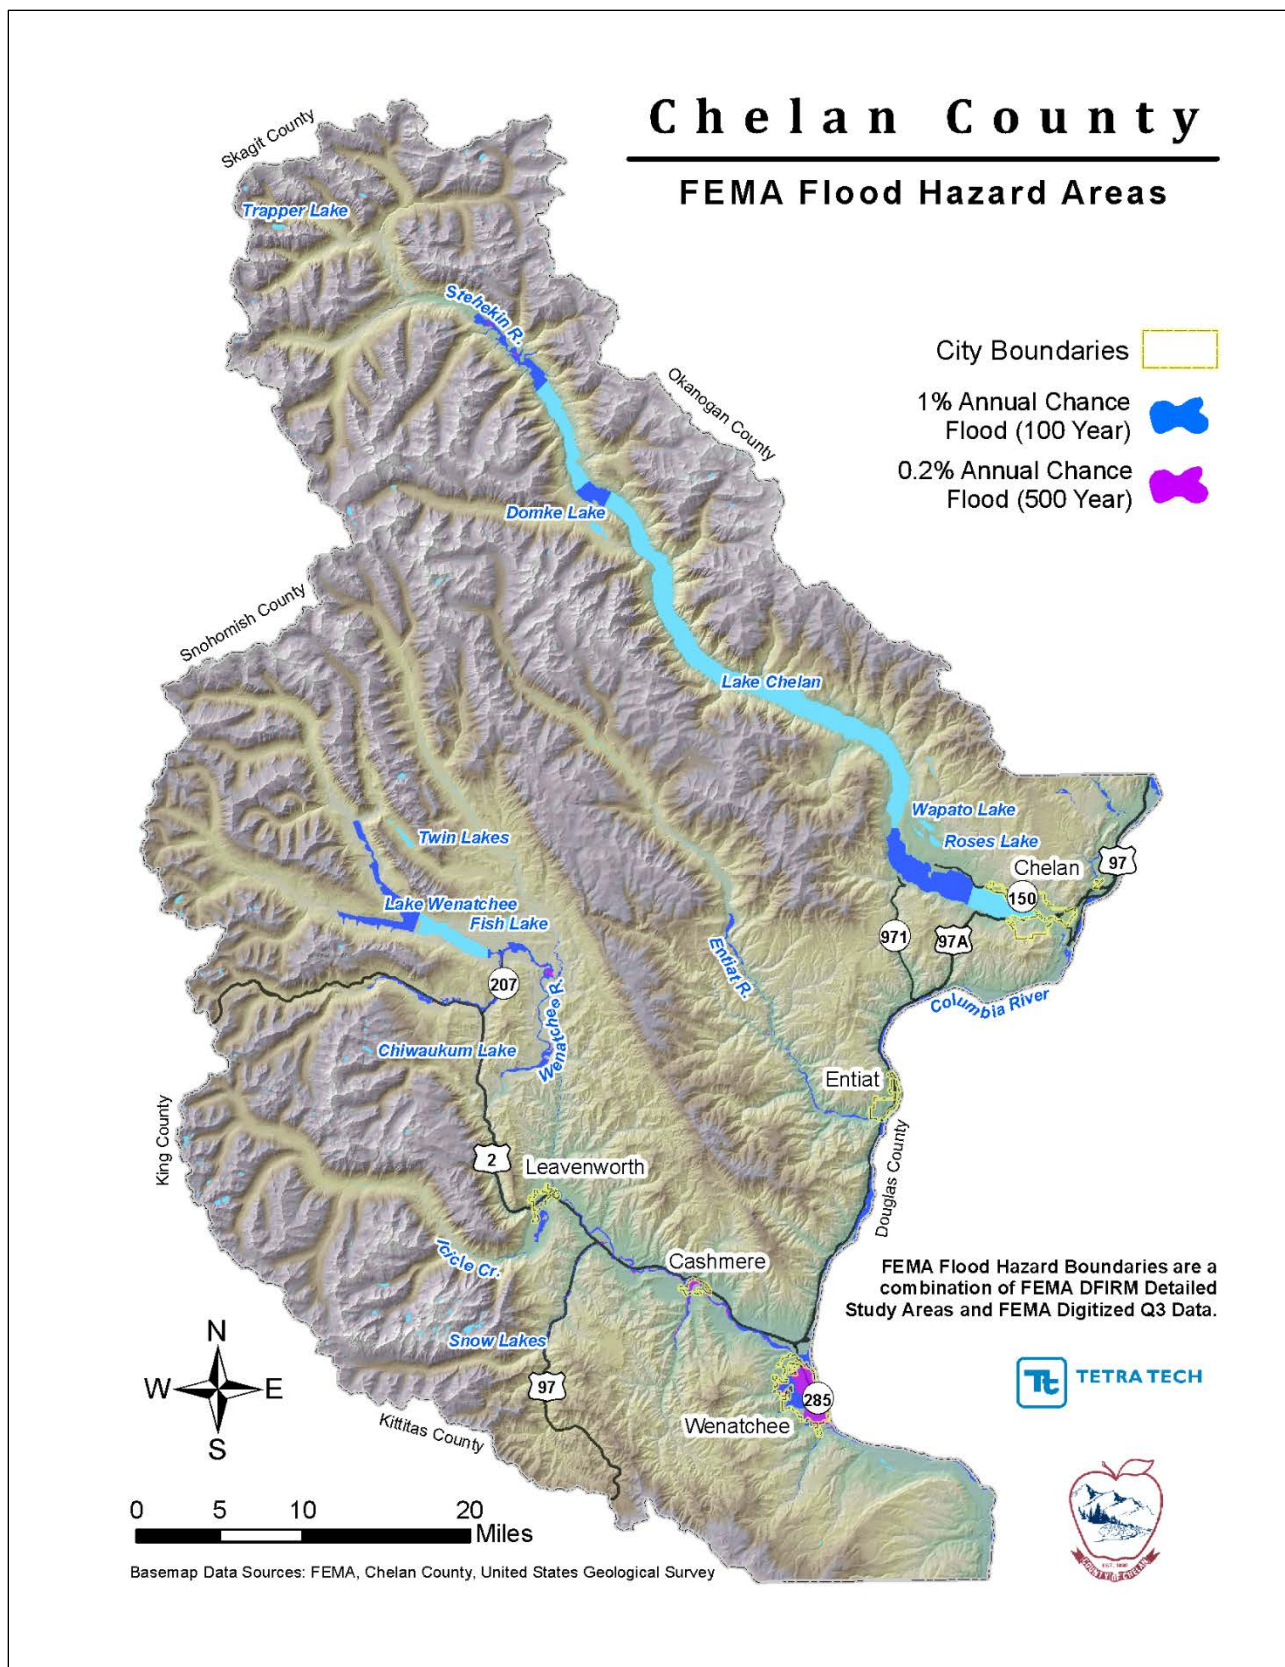 Chelan County
FEMA Flood Hazard Areas
Skagit County
Trapper Lake
Stehekin R.
City Boundaries
1% Annual Chance
Flood (100 Year)
0.2% Annual Chance
Flood (500 Year)
Okanogan County
Domke Lake
Snohomish County
Lake Chelan
Wapato Lake
Roses Lake
Twin Lakes
Chelan
97
150
Lake Wenatchee
Fish Lake
971
97A
Entiat R.
207
Columbia River
Wenatchee R.
Chiwaukum Lake
Entiat
King County
2
Leavenworth
Douglas County
Icicle Cr.
Cashmere
FEMA Flood Hazard Boundaries are a
combination of FEMA DFIRM Detailed
Study Areas and FEMA Digitized Q3 Data.
Snow Lakes
N
W E
S
97
285
Tt TETRA TECH
Wenatchee
Kittitas County
0 5 10 20
Miles
Basemap Data Sources: FEMA, Chelan County, United States Geological Survey
COUNTY OF CHELAN